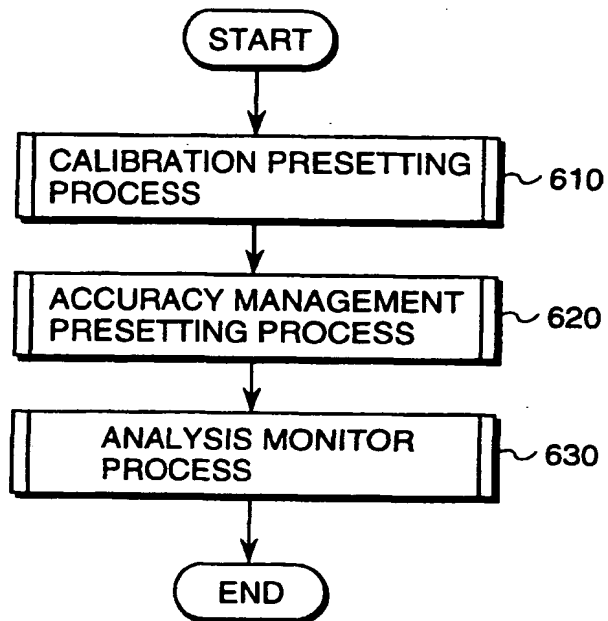 START
CALIBRATION PRESETTING
PROCESS
610
ACCURACY MANAGEMENT
PRESETTING PROCESS
620
ANALYSIS MONITOR
PROCESS
630
END